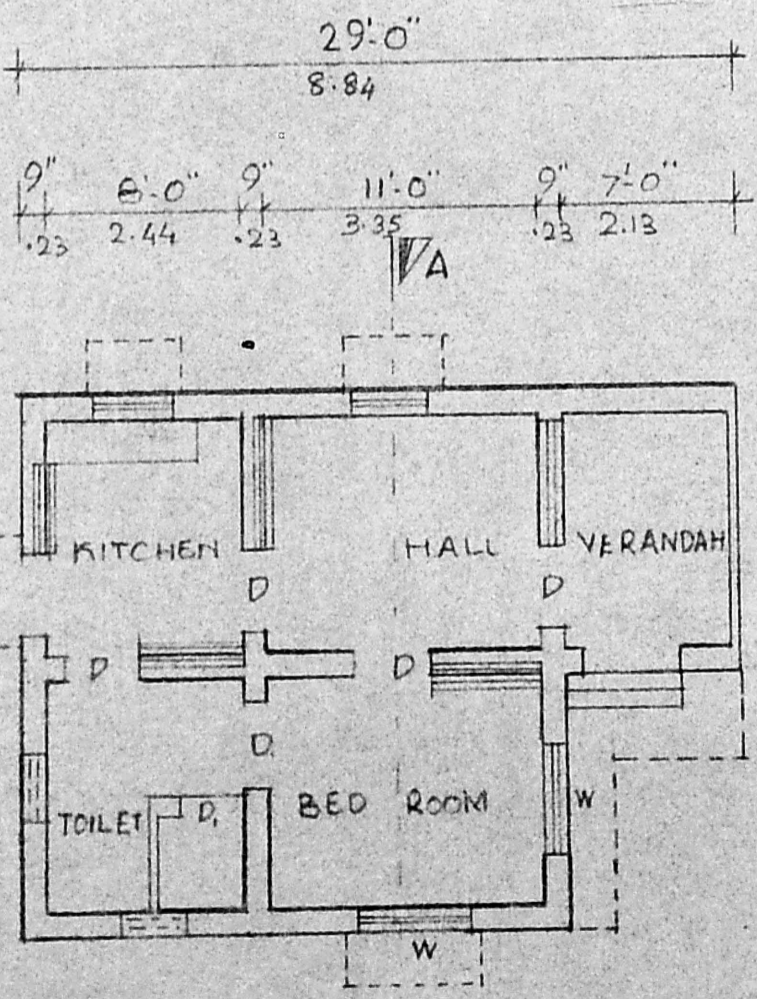 29'-0"
8.84
9" 8'-0" 9" 11'-0" 9" 7'-0"
.23 2.44 .23 3.35 .23 2.13
A
KITCHEN HALL VERANDAH
D D
D D
D
TOILET D, BED ROOM W
W